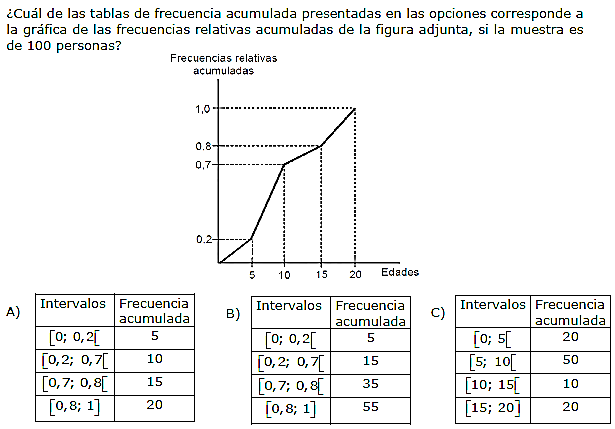 ¿Cuál de las tablas de frecuencia acumulada presentadas en las opciones corresponde a
la gráfica de las frecuencias relativas acumuladas de la figura adjunta, si la muestra es
de 100 personas?
Frecuencias relativas
acumuladas
1,0
0.8
0,7
0.2
5 10 15 20 Edades
A)
Intervalos Frecuencia
acumulada
[0; 0,2[ 5
[0,2; 0,7[ 10
[0,7; 0,8[ 15
[0,8; 1] 20
B)
Intervalos Frecuencia
acumulada
[0; 0,2[ 5
[0,2; 0,7[ 15
[0,7; 0,8[ 35
[0,8; 1] 55
C)
Intervalos Frecuencia
acumulada
[0; 5[ 20
[5; 10[ 50
[10; 15[ 10
[15; 20] 20